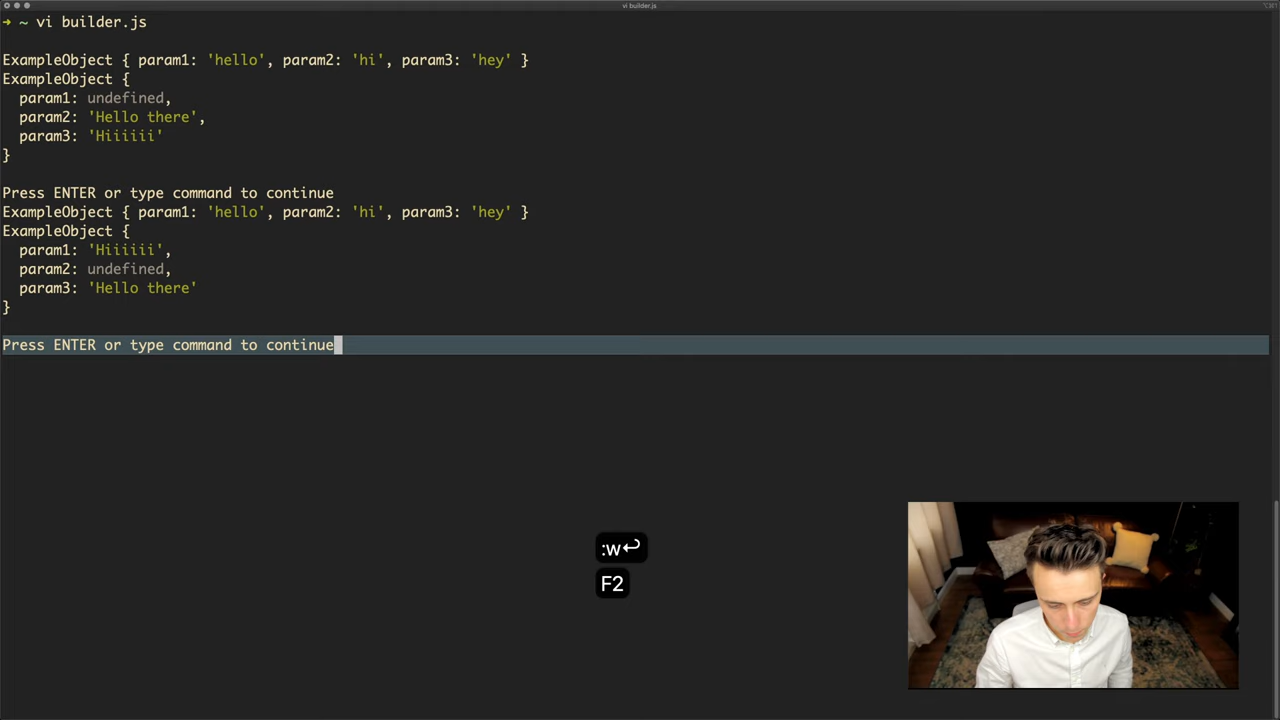 vi builder.js
➜ ~ vi builder.js
ExampleObject { param1: 'hello', param2: 'hi', param3: 'hey' }
ExampleObject {
  param1: undefined,
  param2: 'Hello there',
  param3: 'Hiiiiii'
}
Press ENTER or type command to continue
ExampleObject { param1: 'hello', param2: 'hi', param3: 'hey' }
ExampleObject {
  param1: 'Hiiiiii',
  param2: undefined,
  param3: 'Hello there'
}
Press ENTER or type command to continue
:w↩
F2